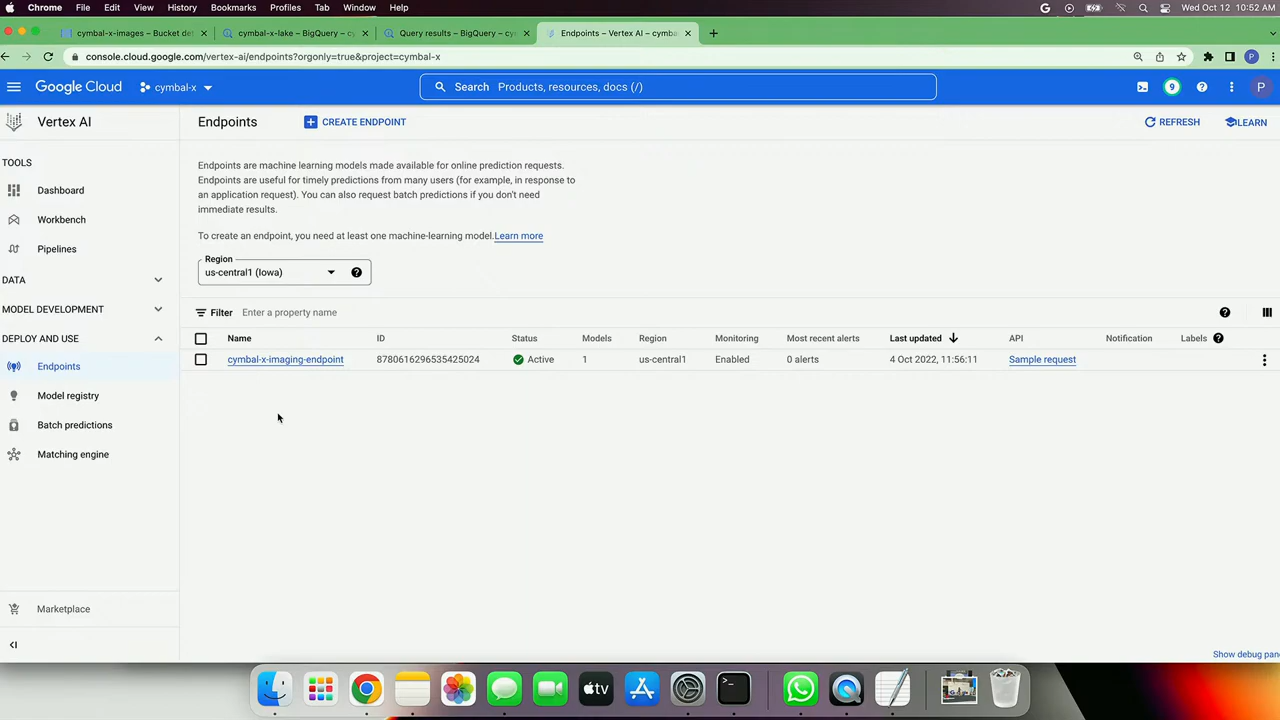 Chrome File Edit View History Bookmarks Profiles Tab Window Help Wed Oct 12 10:52 AM
cymbal-x-images – Bucket det cymbal-x-lake – BigQuery – cy Query results – BigQuery – cy Endpoints – Vertex AI – cymbal
console.cloud.google.com/vertex-ai/endpoints?orgonly=true&project=cymbal-x P
Google Cloud cymbal-x Search Products, resources, docs (/) 9 P
Vertex AI Endpoints CREATE ENDPOINT REFRESH LEARN
TOOLS
Dashboard
Workbench
Pipelines
DATA
MODEL DEVELOPMENT
DEPLOY AND USE
Endpoints
Model registry
Batch predictions
Matching engine
Marketplace
Endpoints are machine learning models made available for online prediction requests.
Endpoints are useful for timely predictions from many users (for example, in response to
an application request). You can also request batch predictions if you don't need
immediate results.
To create an endpoint, you need at least one machine-learning model. Learn more
Region
us-central1 (Iowa)
Filter Enter a property name
Name ID Status Models Region Monitoring Most recent alerts Last updated API Notification Labels
cymbal-x-imaging-endpoint 8780616296535425024 Active 1 us-central1 Enabled 0 alerts 4 Oct 2022, 11:56:11 Sample request
Show debug pan
tv